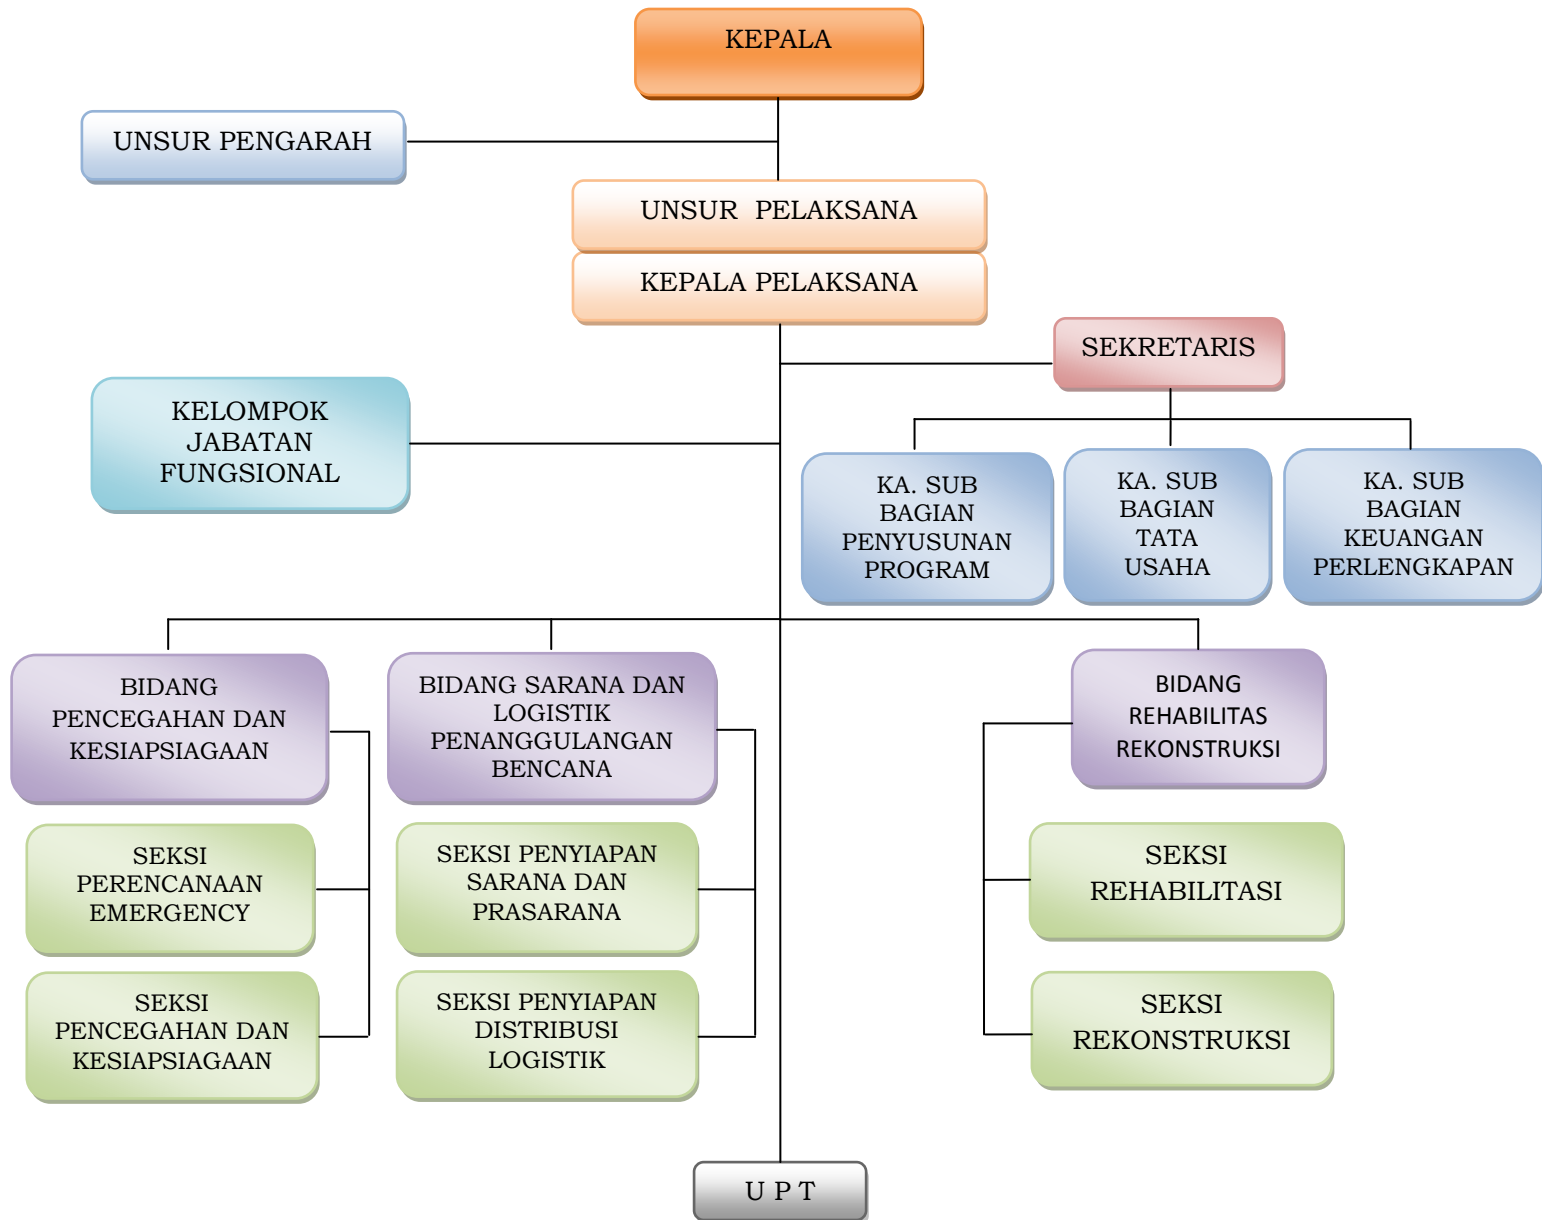 KEPALA
UNSUR PENGARAH
UNSUR PELAKSANA
KEPALA PELAKSANA
SEKRETARIS
KELOMPOK
JABATAN
FUNGSIONAL
KA. SUB
BAGIAN
PENYUSUNAN
PROGRAM
KA. SUB
BAGIAN
TATA
USAHA
KA. SUB
BAGIAN
KEUANGAN
PERLENGKAPAN
BIDANG
PENCEGAHAN DAN
KESIAPSIAGAAN
BIDANG SARANA DAN
LOGISTIK
PENANGGULANGAN
BENCANA
BIDANG
REHABILITAS
REKONSTRUKSI
SEKSI
PERENCANAAN
EMERGENCY
SEKSI PENYIAPAN
SARANA DAN
PRASARANA
SEKSI
REHABILITASI
SEKSI
PENCEGAHAN DAN
KESIAPSIAGAAN
SEKSI PENYIAPAN
DISTRIBUSI
LOGISTIK
SEKSI
REKONSTRUKSI
U P T